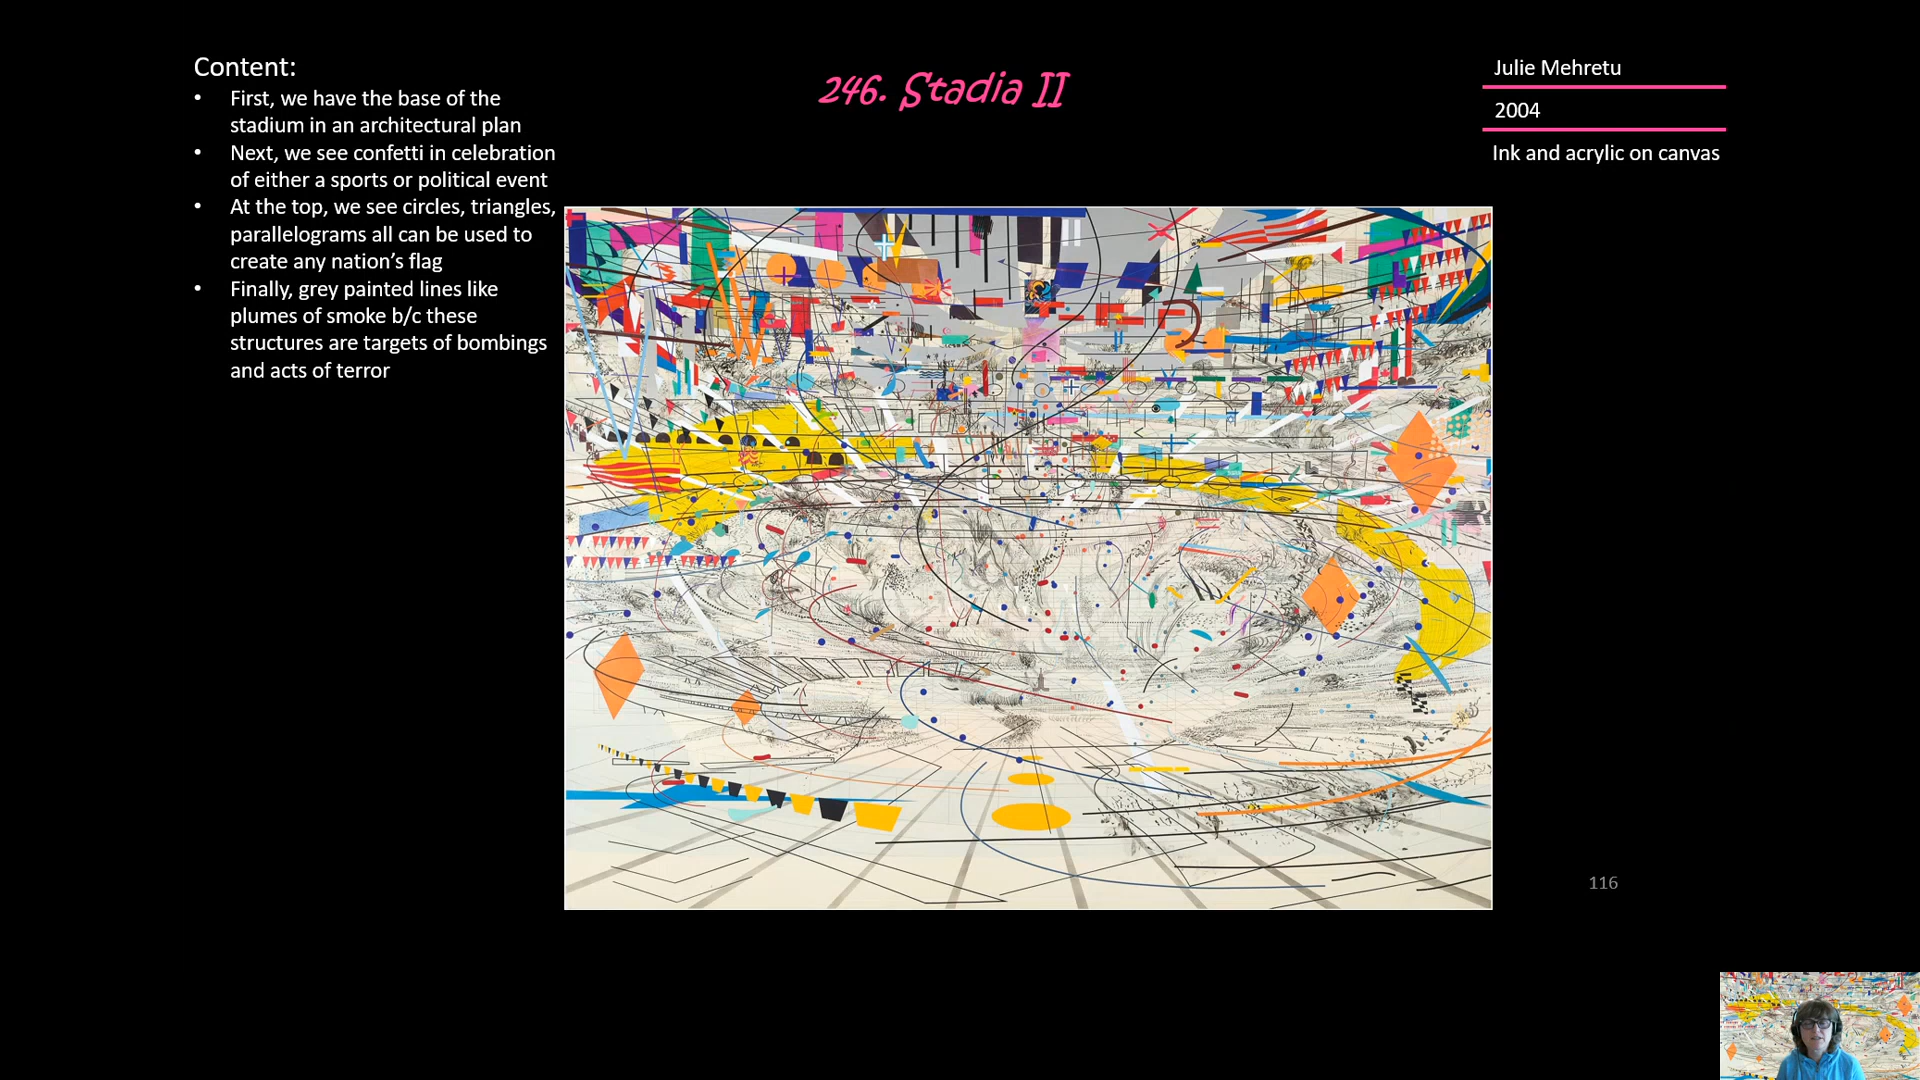 Content:
• First, we have the base of the
stadium in an architectural plan
• Next, we see confetti in celebration
of either a sports or political event
• At the top, we see circles, triangles,
parallelograms all can be used to
create any nation's flag
• Finally, grey painted lines like
plumes of smoke b/c these
structures are targets of bombings
and acts of terror
246. Stadia II
Julie Mehretu
2004
Ink and acrylic on canvas
116